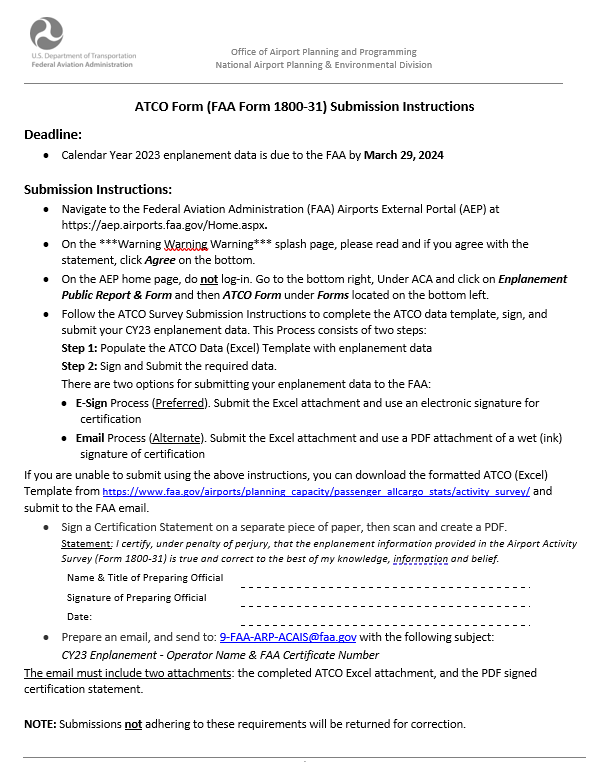 U.S. Department of Transportation
Federal Aviation Administration
Office of Airport Planning and Programming
National Airport Planning & Environmental Division
ATCO Form (FAA Form 1800-31) Submission Instructions
Deadline:
• Calendar Year 2023 enplanement data is due to the FAA by March 29, 2024
Submission Instructions:
• Navigate to the Federal Aviation Administration (FAA) Airports External Portal (AEP) at
https://aep.airports.faa.gov/Home.aspx.
• On the ***Warning Warning Warning*** splash page, please read and if you agree with the
statement, click Agree on the bottom.
• On the AEP home page, do not log-in. Go to the bottom right, Under ACA and click on Enplanement
Public Report & Form and then ATCO Form under Forms located on the bottom left.
• Follow the ATCO Survey Submission Instructions to complete the ATCO data template, sign, and
submit your CY23 enplanement data. This Process consists of two steps:
Step 1: Populate the ATCO Data (Excel) Template with enplanement data
Step 2: Sign and Submit the required data.
There are two options for submitting your enplanement data to the FAA:
• E-Sign Process (Preferred). Submit the Excel attachment and use an electronic signature for
certification
• Email Process (Alternate). Submit the Excel attachment and use a PDF attachment of a wet (ink)
signature of certification
If you are unable to submit using the above instructions, you can download the formatted ATCO (Excel)
Template from https://www.faa.gov/airports/planning_capacity/passenger_allcargo_stats/activity_survey/ and
submit to the FAA email.
• Sign a Certification Statement on a separate piece of paper, then scan and create a PDF.
Statement: I certify, under penalty of perjury, that the enplanement information provided in the Airport Activity
Survey (Form 1800-31) is true and correct to the best of my knowledge, information and belief.
Name & Title of Preparing Official
Signature of Preparing Official
Date:
• Prepare an email, and send to: 9-FAA-ARP-ACAIS@faa.gov with the following subject:
CY23 Enplanement - Operator Name & FAA Certificate Number
The email must include two attachments: the completed ATCO Excel attachment, and the PDF signed
certification statement.
NOTE: Submissions not adhering to these requirements will be returned for correction.